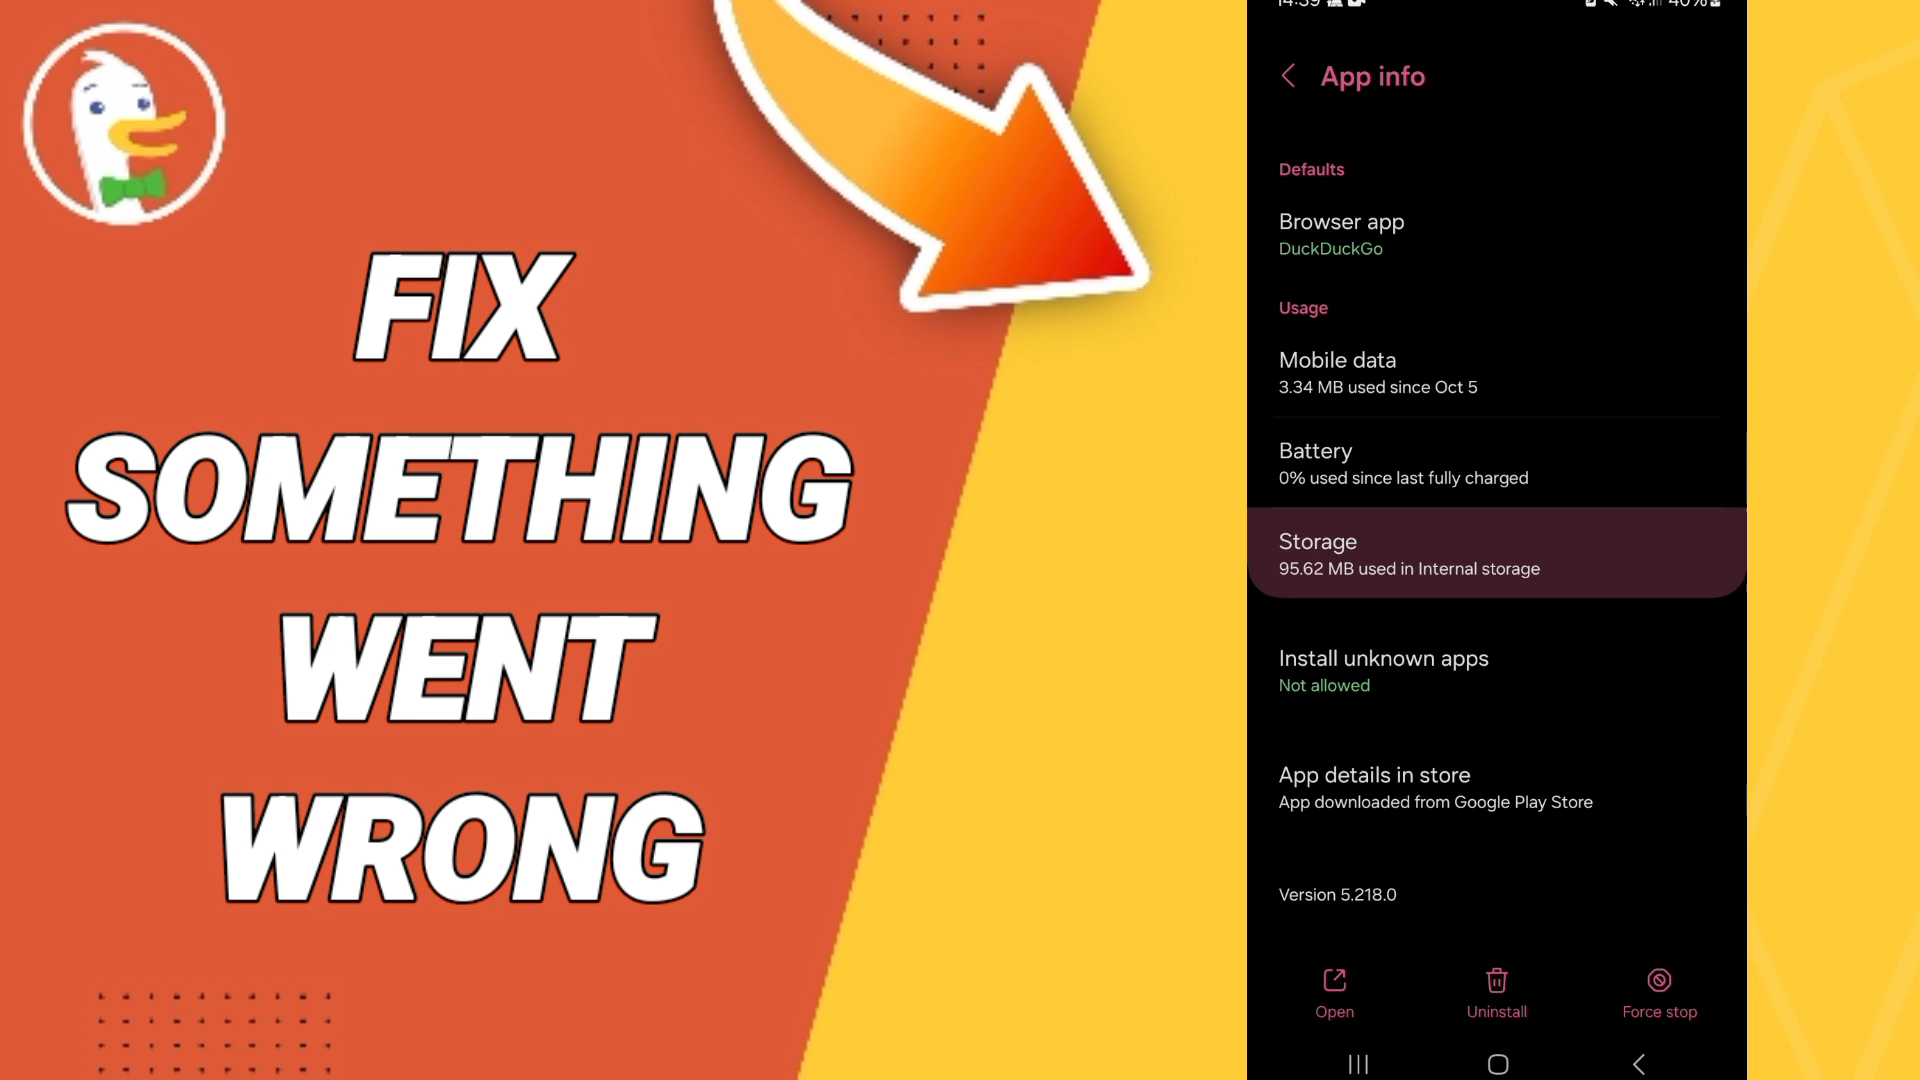 FIX
SOMETHING
WENT
WRONG
14:39
40%
App info
Defaults
Browser app
DuckDuckGo
Usage
Mobile data
3.34 MB used since Oct 5
Battery
0% used since last fully charged
Storage
95.62 MB used in Internal storage
Install unknown apps
Not allowed
App details in store
App downloaded from Google Play Store
Version 5.218.0
Open
Uninstall
Force stop